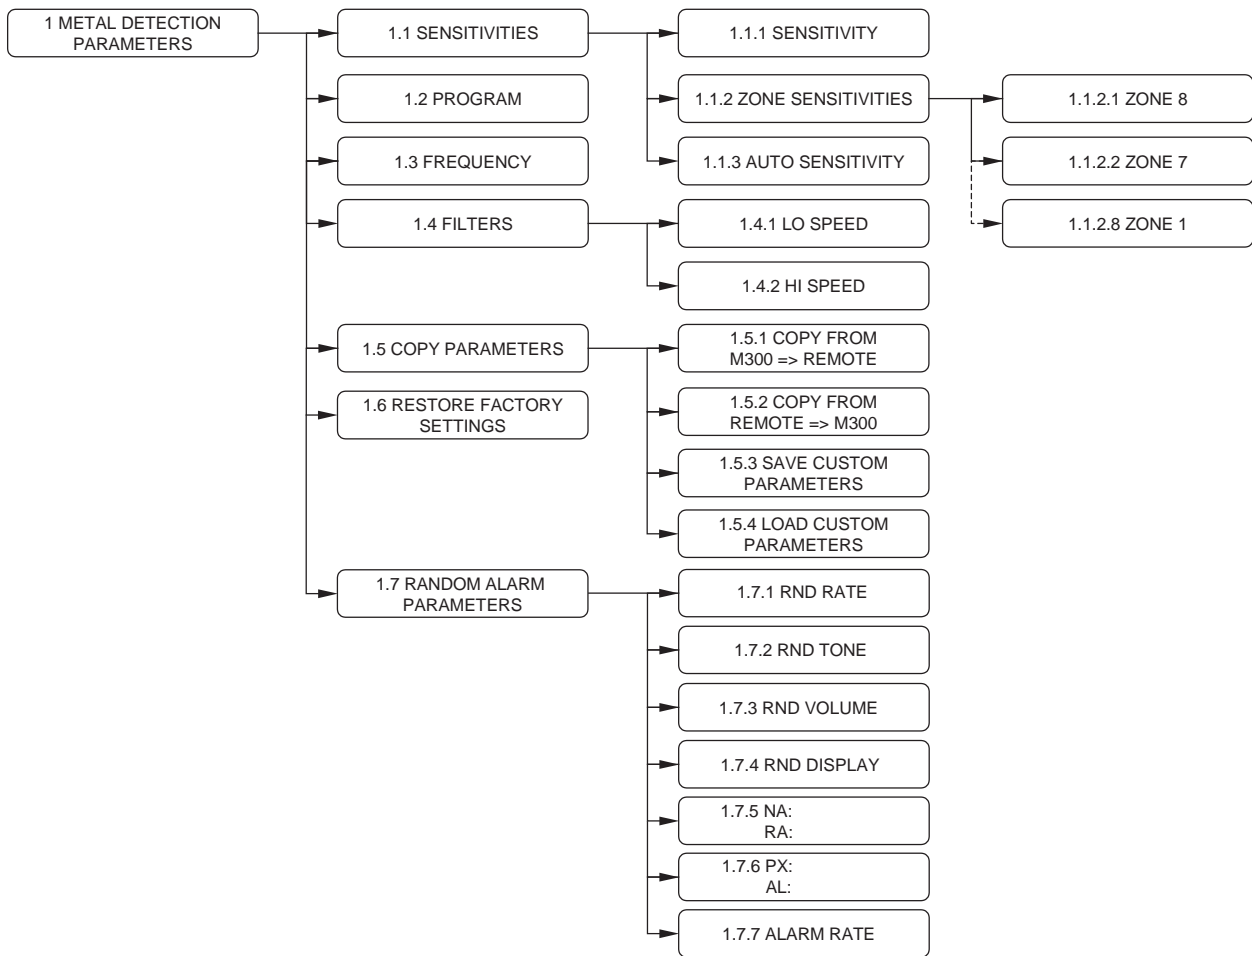 1 METAL DETECTION
PARAMETERS
1.1 SENSITIVITIES
1.1.1 SENSITIVITY
1.2 PROGRAM
1.1.2 ZONE SENSITIVITIES
1.1.2.1 ZONE 8
1.3 FREQUENCY
1.1.3 AUTO SENSITIVITY
1.1.2.2 ZONE 7
1.4 FILTERS
1.4.1 LO SPEED
1.1.2.8 ZONE 1
1.4.2 HI SPEED
1.5 COPY PARAMETERS
1.5.1 COPY FROM
M300 => REMOTE
1.6 RESTORE FACTORY
SETTINGS
1.5.2 COPY FROM
REMOTE => M300
1.5.3 SAVE CUSTOM
PARAMETERS
1.5.4 LOAD CUSTOM
PARAMETERS
1.7 RANDOM ALARM
PARAMETERS
1.7.1 RND RATE
1.7.2 RND TONE
1.7.3 RND VOLUME
1.7.4 RND DISPLAY
1.7.5 NA:
RA:
1.7.6 PX:
AL:
1.7.7 ALARM RATE